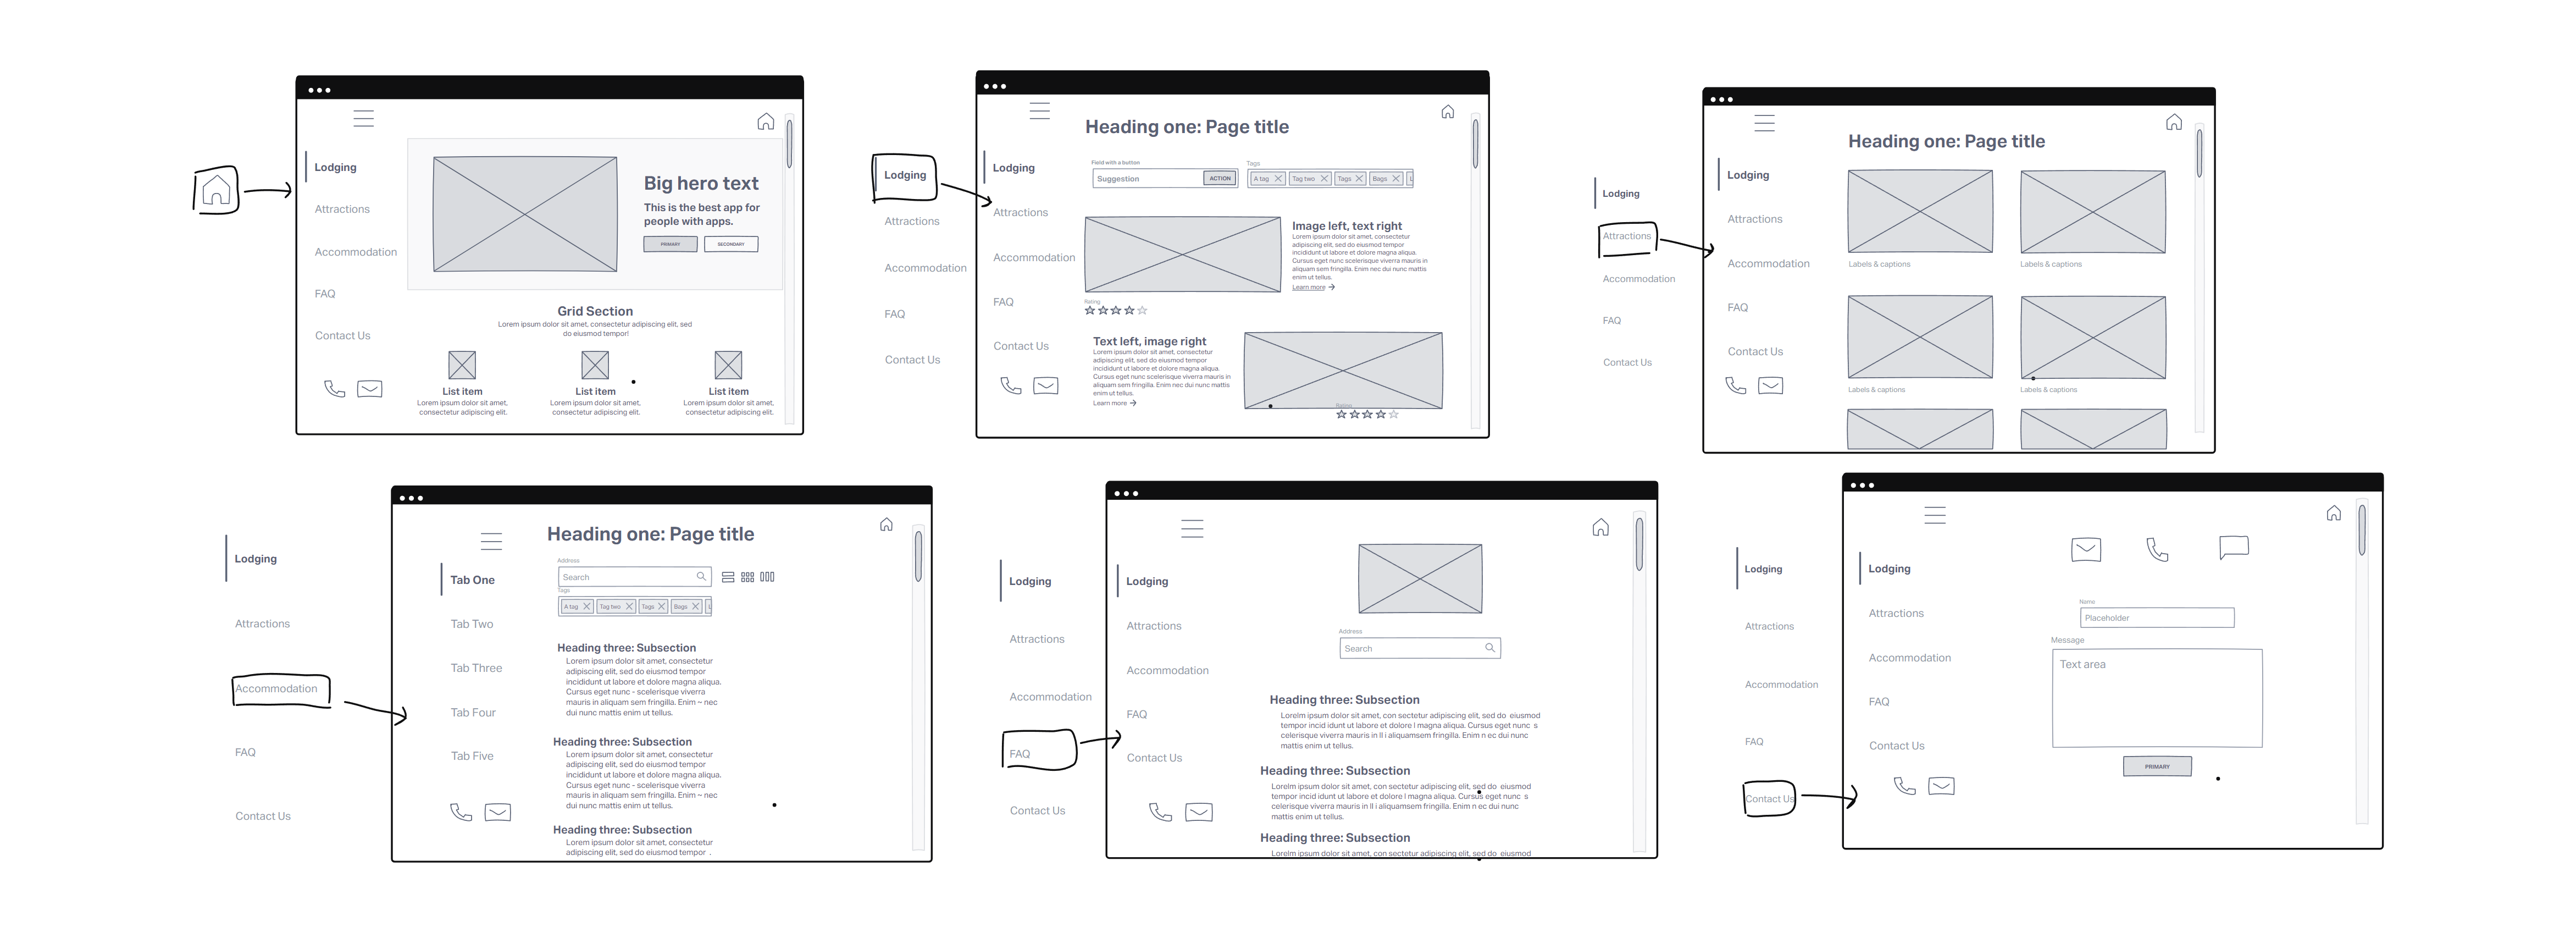 Lodging
Attractions
Accommodation
FAQ
Contact Us
Big hero text
This is the best app for
people with apps.
PRIMARY
SECONDARY
Grid Section
Lorem ipsum dolor sit amet, consectetur adipiscing elit, sed
do eiusmod tempor!
List item
Lorem ipsum dolor sit amet,
consectetur adipiscing elit.
List item
Lorem ipsum dolor sit amet,
consectetur adipiscing elit.
List item
Lorem ipsum dolor sit amet,
consectetur adipiscing elit.
Lodging
Attractions
Accommodation
FAQ
Contact Us
Lodging
Attractions
Accommodation
FAQ
Contact Us
Heading one: Page title
Field with a button
Suggestion
ACTION
Tags
A tag
Tag two
Tags
Bags
L
Image left, text right
Lorem ipsum dolor sit amet, consectetur
adipiscing elit, sed do eiusmod tempor
incididunt ut labore et dolore magna aliqua.
Cursus eget nunc scelerisque viverra mauris in
aliquam sem fringilla. Enim nec dui nunc mattis
enim ut tellus.
Learn more
Rating
Text left, image right
Lorem ipsum dolor sit amet, consectetur
adipiscing elit, sed do eiusmod tempor
incididunt ut labore et dolore magna aliqua.
Cursus eget nunc scelerisque viverra mauris in
aliquam sem fringilla. Enim nec dui nunc mattis
enim ut tellus.
Learn more
Rating
Lodging
Attractions
Accommodation
FAQ
Contact Us
Lodging
Attractions
Accommodation
FAQ
Contact Us
Heading one: Page title
Labels & captions
Labels & captions
Labels & captions
Labels & captions
Lodging
Attractions
Accommodation
FAQ
Contact Us
Tab One
Tab Two
Tab Three
Tab Four
Tab Five
Heading one: Page title
Address
Search
Tags
A tag
Tag two
Tags
Bags
L
Heading three: Subsection
Lorem ipsum dolor sit amet, consectetur
adipiscing elit, sed do eiusmod tempor
incididunt ut labore et dolore magna aliqua.
Cursus eget nunc - scelerisque viverra
mauris in aliquam sem fringilla. Enim ~ nec
dui nunc mattis enim ut tellus.
Heading three: Subsection
Lorem ipsum dolor sit amet, consectetur
adipiscing elit, sed do eiusmod tempor
incididunt ut labore et dolore magna aliqua.
Cursus eget nunc - scelerisque viverra
mauris in aliquam sem fringilla. Enim ~ nec
dui nunc mattis enim ut tellus.
Heading three: Subsection
Lorem ipsum dolor sit amet, consectetur
adipiscing elit, sed do eiusmod tempor .
Lodging
Attractions
Accommodation
FAQ
Contact Us
Lodging
Attractions
Accommodation
FAQ
Contact Us
Address
Search
Heading three: Subsection
Lorelm ipsum dolor sit amet, con sectetur adipiscing elit, sed do eiusmod
tempor incid idunt ut labore et dolore l magna aliqua. Cursus eget nunc s
celerisque viverra mauris in ll i aliquamsem fringilla. Enim n ec dui nunc
mattis enim ut tellus.
Heading three: Subsection
Lorelm ipsum dolor sit amet, con sectetur adipiscing elit, sed do eiusmod
tempor incid idunt ut labore et dolore l magna aliqua. Cursus eget nunc s
celerisque viverra mauris in ll i aliquamsem fringilla. Enim n ec dui nunc
mattis enim ut tellus.
Heading three: Subsection
Lorelm ipsum dolor sit amet, con sectetur adipiscing elit, sed do eiusmod
Lodging
Attractions
Accommodation
FAQ
Contact Us
Lodging
Attractions
Accommodation
FAQ
Contact Us
Name
Placeholder
Message
Text area
PRIMARY